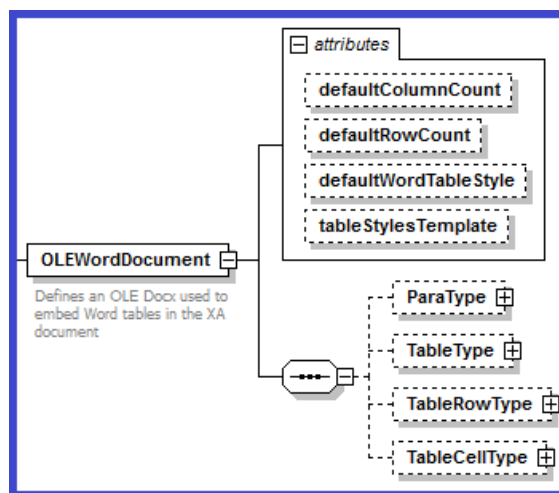 attributes
defaultColumnCount
defaultRowCount
defaultWordTableStyle
tableStylesTemplate
OLEWordDocument
Defines an OLE Docx used to
embed Word tables in the XA
document
ParaType
TableType
TableRowType
TableCellType